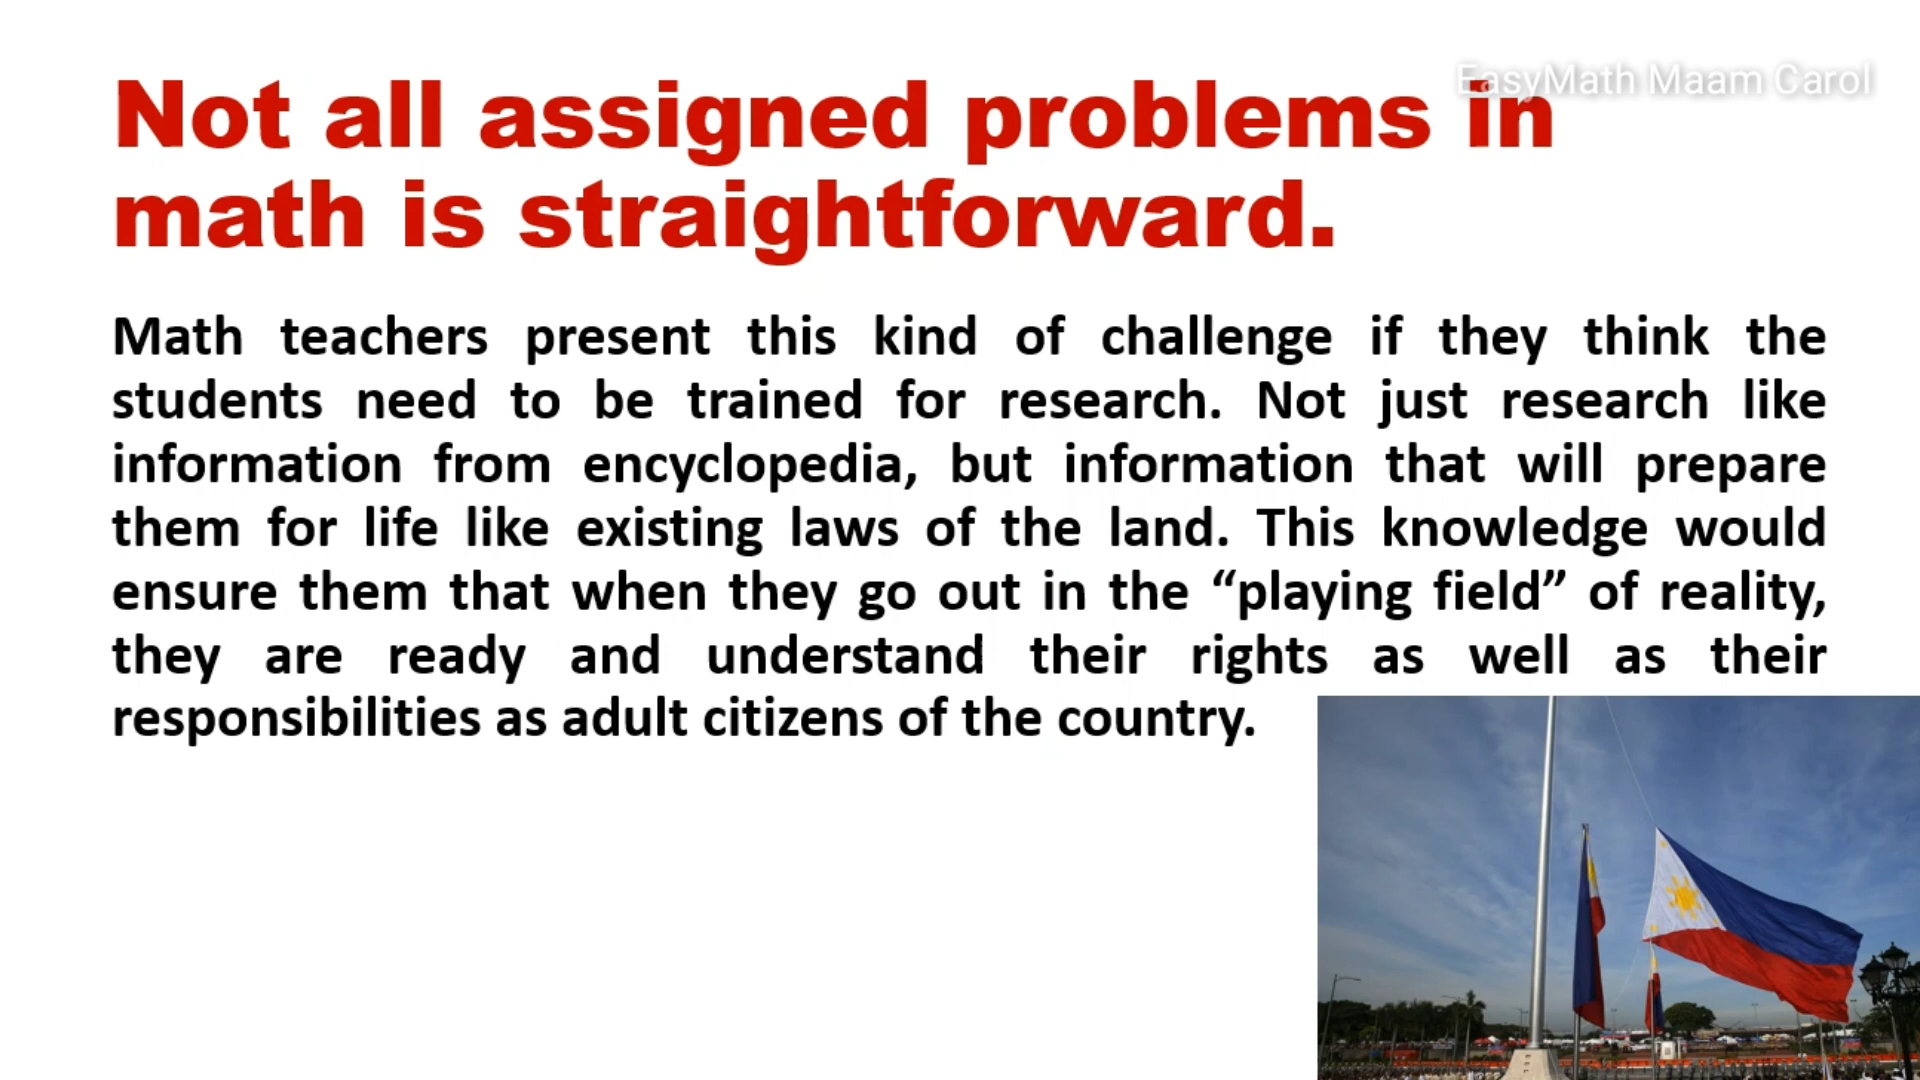 EasyMath Maam Carol
Not all assigned problems in
math is straightforward.
Math teachers present this kind of challenge if they think the
students need to be trained for research. Not just research like
information from encyclopedia, but information that will prepare
them for life like existing laws of the land. This knowledge would
ensure them that when they go out in the “playing field” of reality,
they are ready and understand their rights as well as their
responsibilities as adult citizens of the country.